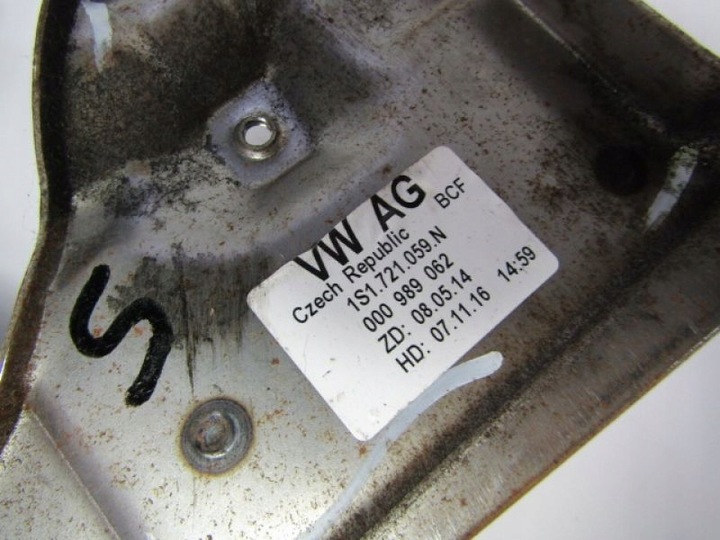 VW AG
Czech Republic BCF
1S1.721.059.N
000 989 062
ZD: 08.05.14
HD: 07.11.16 14:59
S